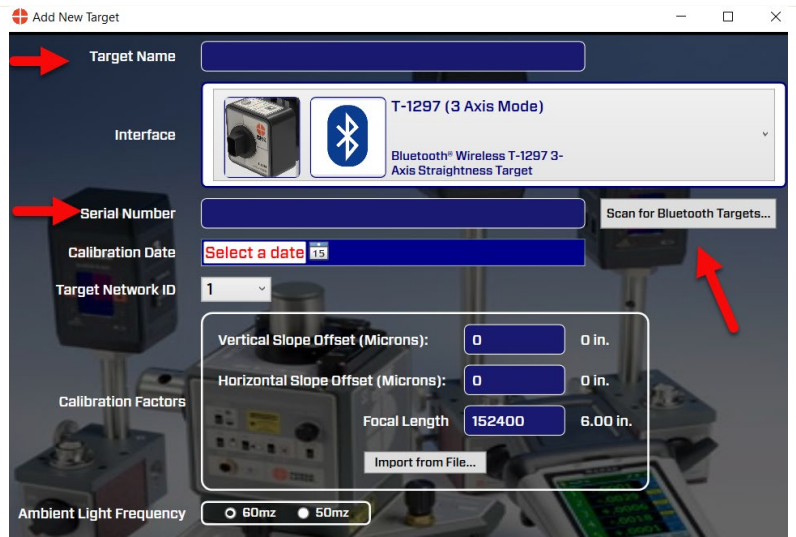 Add New Target
Target Name
Interface
T-1297 (3 Axis Mode)
Bluetooth® Wireless T-1297 3-
Axis Straightness Target
Serial Number
Scan for Bluetooth Targets...
Calibration Date
Select a date
15
Target Network ID
1
Calibration Factors
Vertical Slope Offset (Microns):
0
0 in.
Horizontal Slope Offset (Microns):
0
0 in.
Focal Length
152400
6.00 in.
Import from File...
Ambient Light Frequency
60mz
50mz